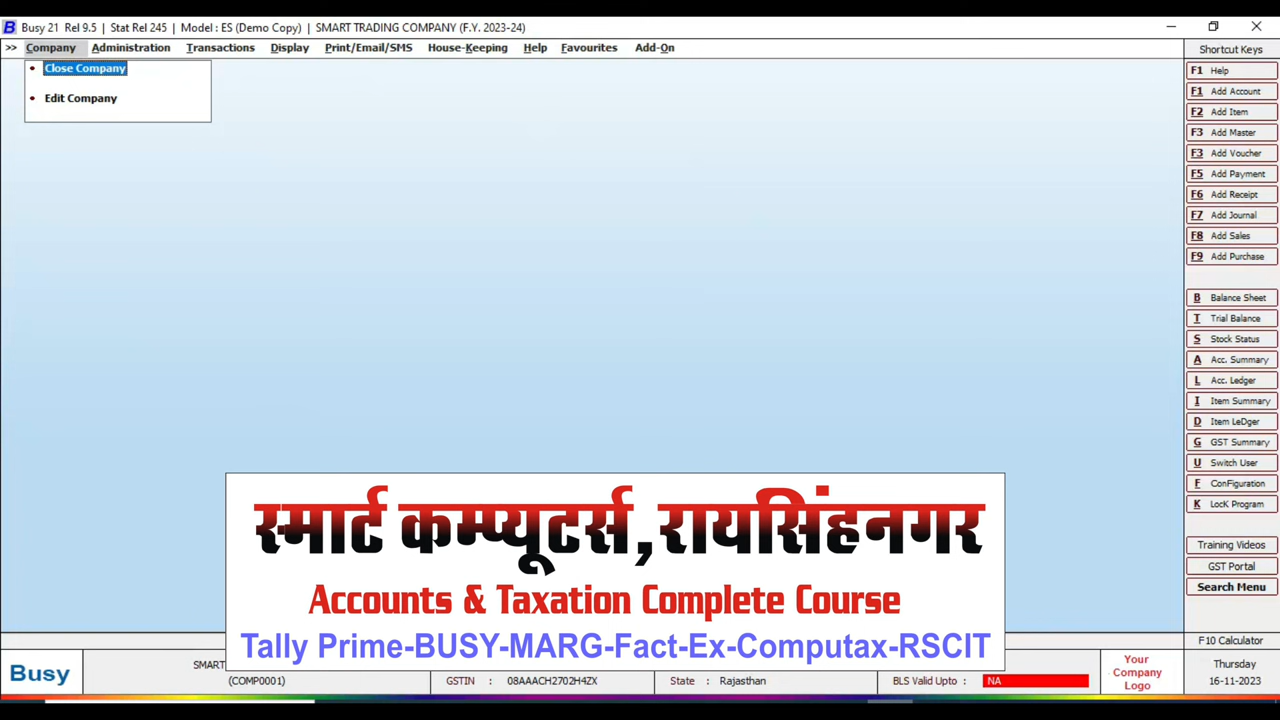 Busy 21 Rel 9.5 | Stat Rel 245 | Model : ES (Demo Copy) | SMART TRADING COMPANY (F.Y. 2023-24)
>> Company Administration Transactions Display Print/Email/SMS House-Keeping Help Favourites Add-On
Close Company
Edit Company
Shortcut Keys
F1 Help
F1 Add Account
F2 Add Item
F3 Add Master
F3 Add Voucher
F5 Add Payment
F6 Add Receipt
F7 Add Journal
F8 Add Sales
F9 Add Purchase
B Balance Sheet
T Trial Balance
S Stock Status
A Acc. Summary
L Acc. Ledger
I Item Summary
D Item LeDger
G GST Summary
U Switch User
F ConFiguration
K LocK Program
Training Videos
GST Portal
Search Menu
F10 Calculator
Thursday
16-11-2023
स्मार्ट कम्प्यूटर्स,रायसिंहनगर
Accounts & Taxation Complete Course
Tally Prime-BUSY-MARG-Fact-Ex-Computax-RSCIT
Busy
SMART
(COMP0001)
GSTIN : 08AAACH2702H4ZX
State : Rajasthan
BLS Valid Upto : NA
Your
Company
Logo